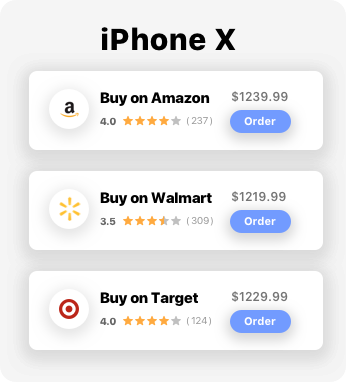 iPhone X
Buy on Amazon $1239.99
4.0 (237) Order
Buy on Walmart $1219.99
3.5 (309) Order
Buy on Target $1229.99
4.0 (124) Order